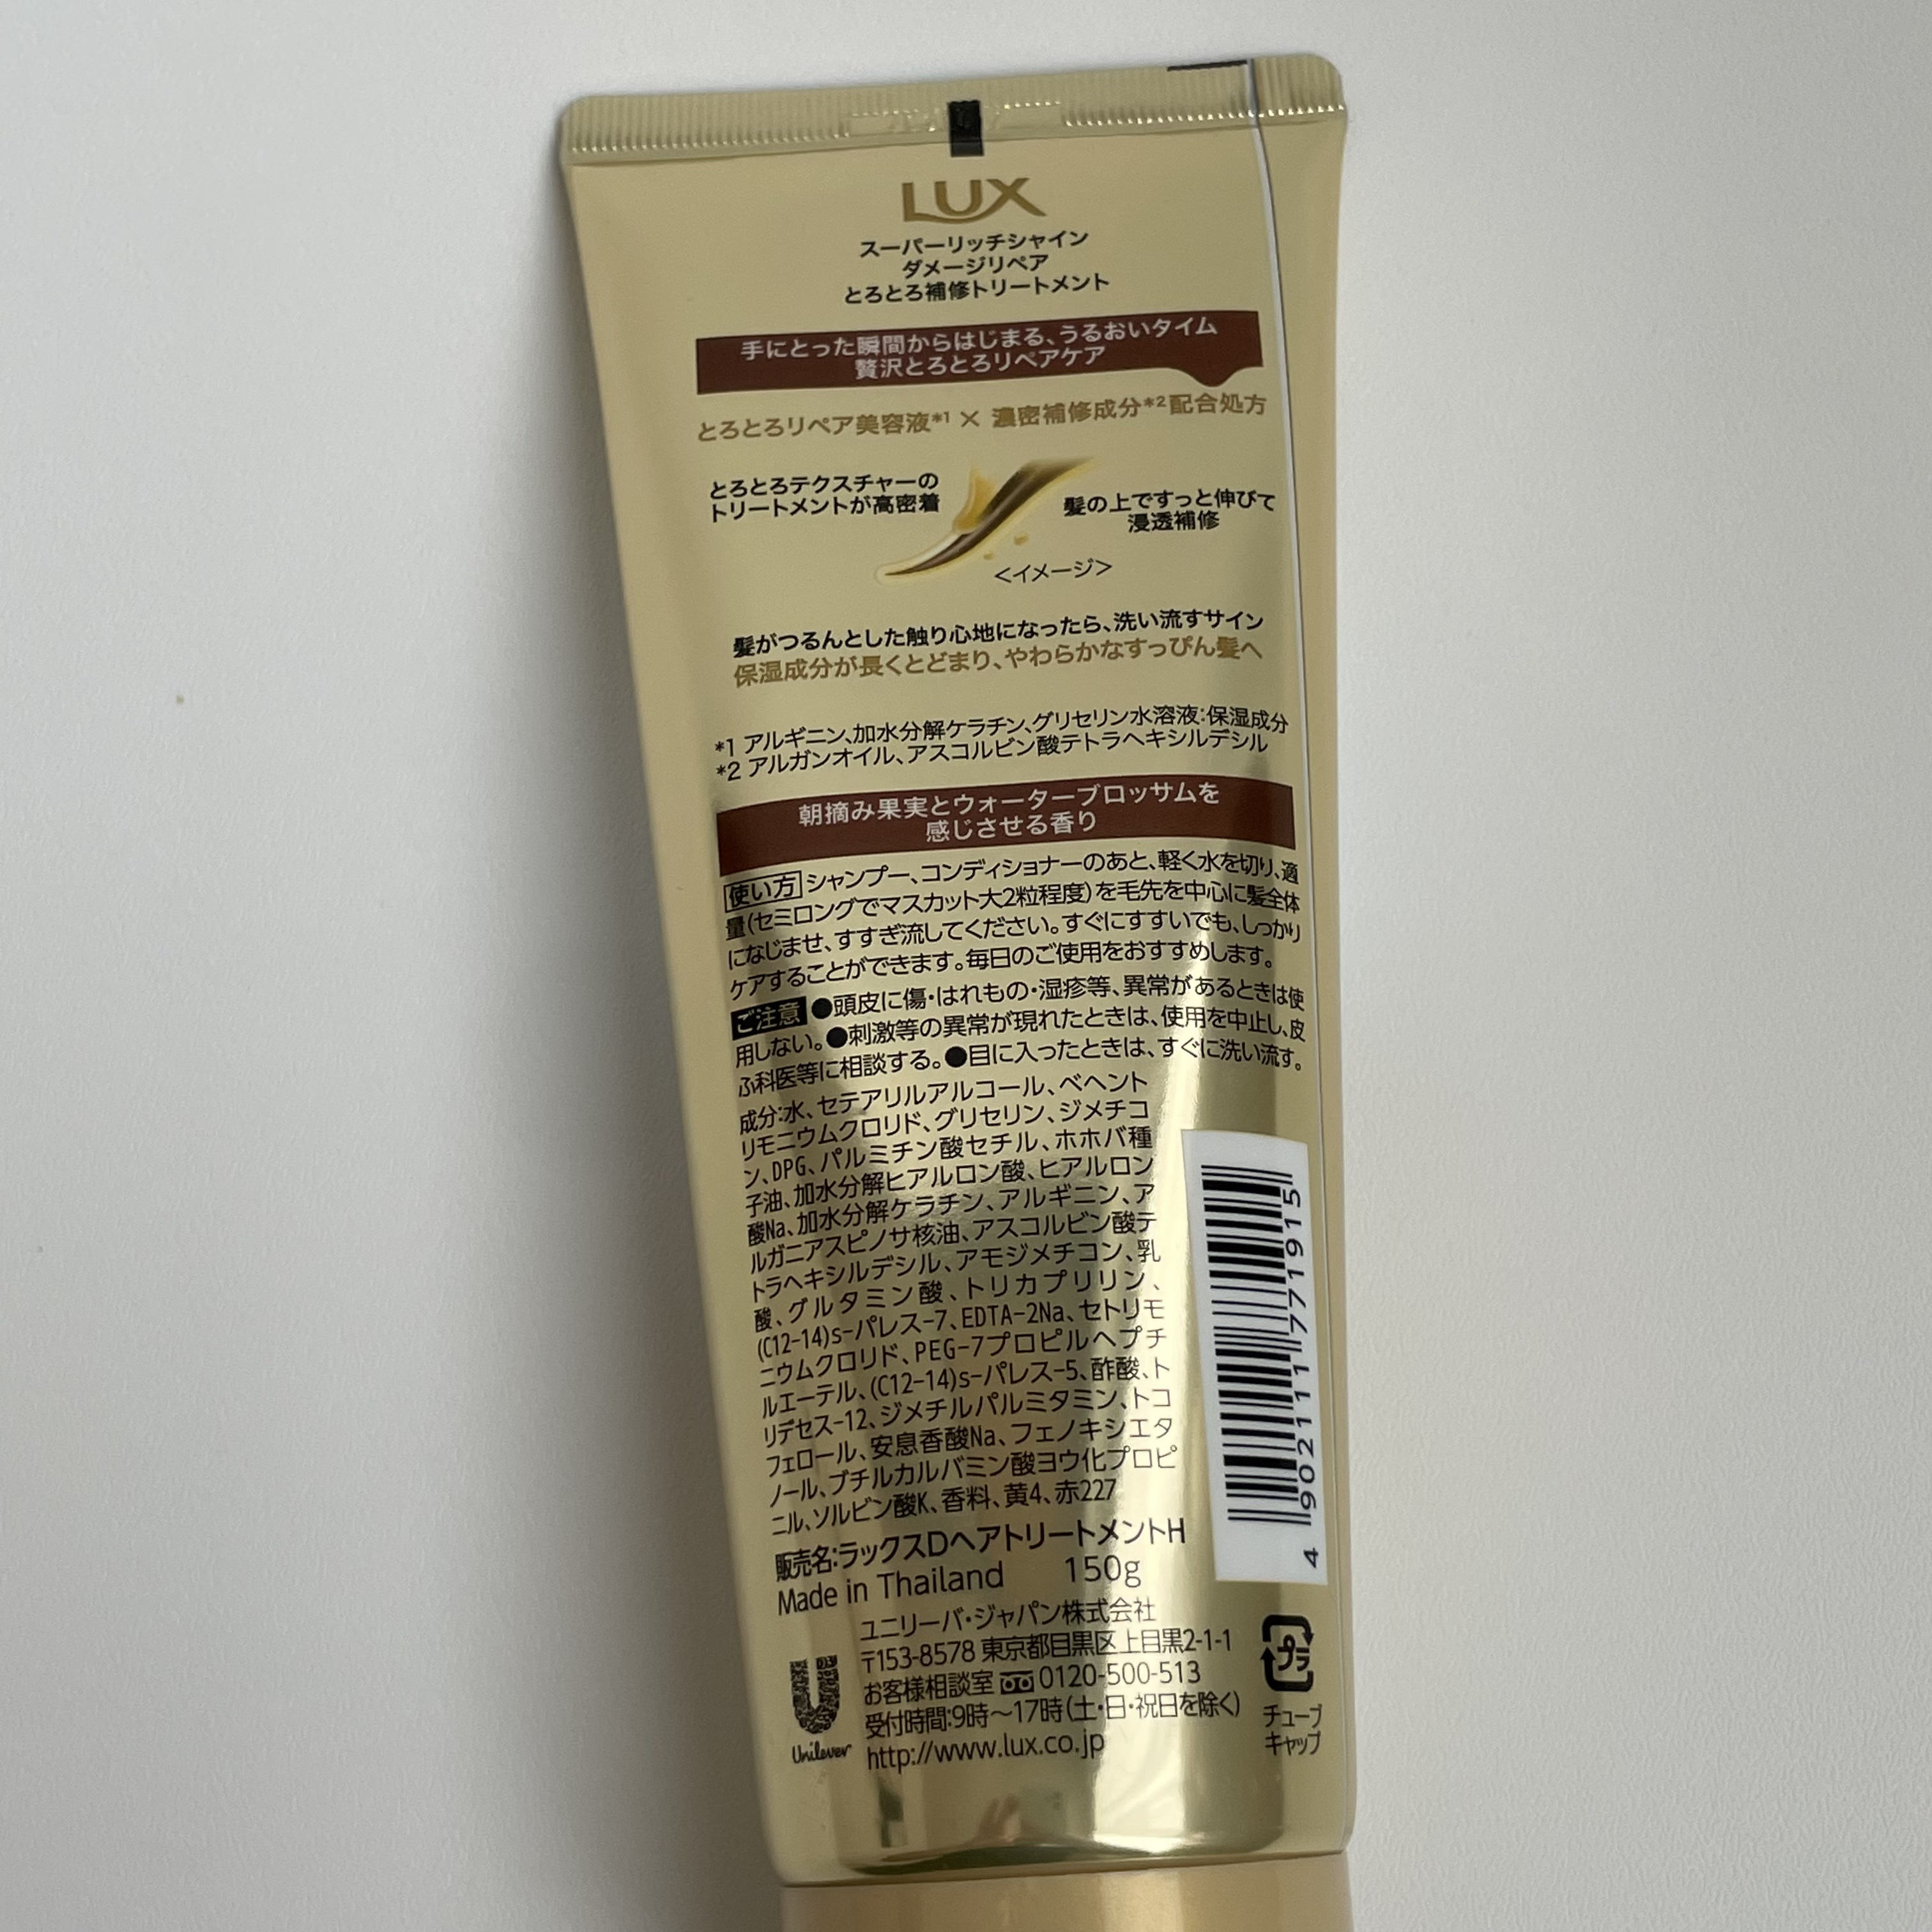 LUX
スーパーリッチシャイン
ダメージリペア
とろとろ補修トリートメント
手にとった瞬間からはじまる、うるおいタイム
贅沢とろとろリペアケア
とろとろリペア美容液*1 × 濃密補修成分*2配合処方
とろとろテクスチャーの
トリートメントが高密着
髪の上ですっと伸びて
浸透補修
<イメージ>
髪がつるんとした触り心地になったら、洗い流すサイン
保湿成分が長くとどまり、やわらかなすっぴん髪へ
*1 アルギニン、加水分解ケラチン、グリセリン水溶液:保湿成分
*2 アルガンオイル、アスコルビン酸テトラヘキシルデシル
朝摘み果実とウォーターブロッサムを
感じさせる香り
使い方 シャンプー、コンディショナーのあと、軽く水を切り、適
量(セミロングでマスカット大2粒程度)を毛先を中心に髪全体
になじませ、すすぎ流してください。すぐにすすいでも、しっかり
ケアすることができます。毎日のご使用をおすすめします。
ご注意 ●頭皮に傷・はれもの・湿疹等、異常があるときは使
用しない。●刺激等の異常が現れたときは、使用を中止し、皮
ふ科医等に相談する。●目に入ったときは、すぐに洗い流す。
成分:水、セテアリルアルコール、ベヘント
リモニウムクロリド、グリセリン、ジメチコ
ン、DPG、パルミチン酸セチル、ホホバ種
子油、加水分解ヒアルロン酸、ヒアルロン
酸Na、加水分解ケラチン、アルギニン、ア
ルガニアスピノサ核油、アスコルビン酸テ
トラヘキシルデシル、アモジメチコン、乳
酸、グルタミン酸、トリカプリリン、
(C12-14)s-パレス-7、EDTA-2Na、セトリモ
ニウムクロリド、PEG-7プロピルヘプチ
ルエーテル、(C12-14)s-パレス-5、酢酸、ト
リデセス-12、ジメチルパルミタミン、トコ
フェロール、安息香酸Na、フェノキシエタ
ノール、ブチルカルバミン酸ヨウ化プロピ
ニル、ソルビン酸K、香料、黄4、赤227
販売名:ラックスDヘアトリートメントH
Made in Thailand 150g
ユニリーバ・ジャパン株式会社
〒153-8578 東京都目黒区上目黒2-1-1
お客様相談室 0120-500-513
受付時間:9時～17時(土・日・祝日を除く)
http://www.lux.co.jp
Unilever
4 902111 771915
プラ
チューブ
キャップ